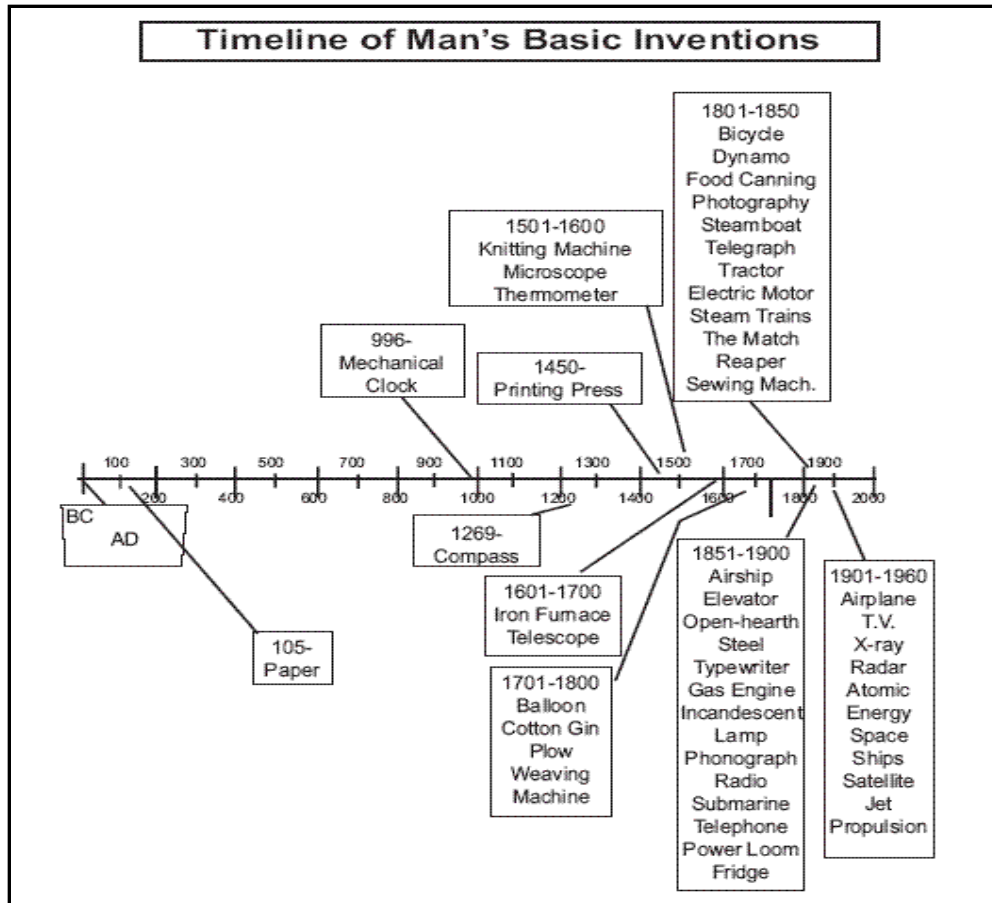 Timeline of Man's Basic Inventions
1801-1850
Bicycle
Dynamo
Food Canning
Photography
Steamboat
Telegraph
Tractor
Electric Motor
Steam Trains
The Match
Reaper
Sewing Mach.
1501-1600
Knitting Machine
Microscope
Thermometer
996-
Mechanical
Clock
1450-
Printing Press
100 300 500 700 900 1100 1300 1500 1700 1900
200 400 600 800 1000 1200 1400 1600 1800 2000
BC
AD
105-
Paper
1269-
Compass
1601-1700
Iron Furnace
Telescope
1701-1800
Balloon
Cotton Gin
Plow
Weaving
Machine
1851-1900
Airship
Elevator
Open-hearth
Steel
Typewriter
Gas Engine
Incandescent
Lamp
Phonograph
Radio
Submarine
Telephone
Power Loom
Fridge
1901-1960
Airplane
T.V.
X-ray
Radar
Atomic
Energy
Space
Ships
Satellite
Jet
Propulsion